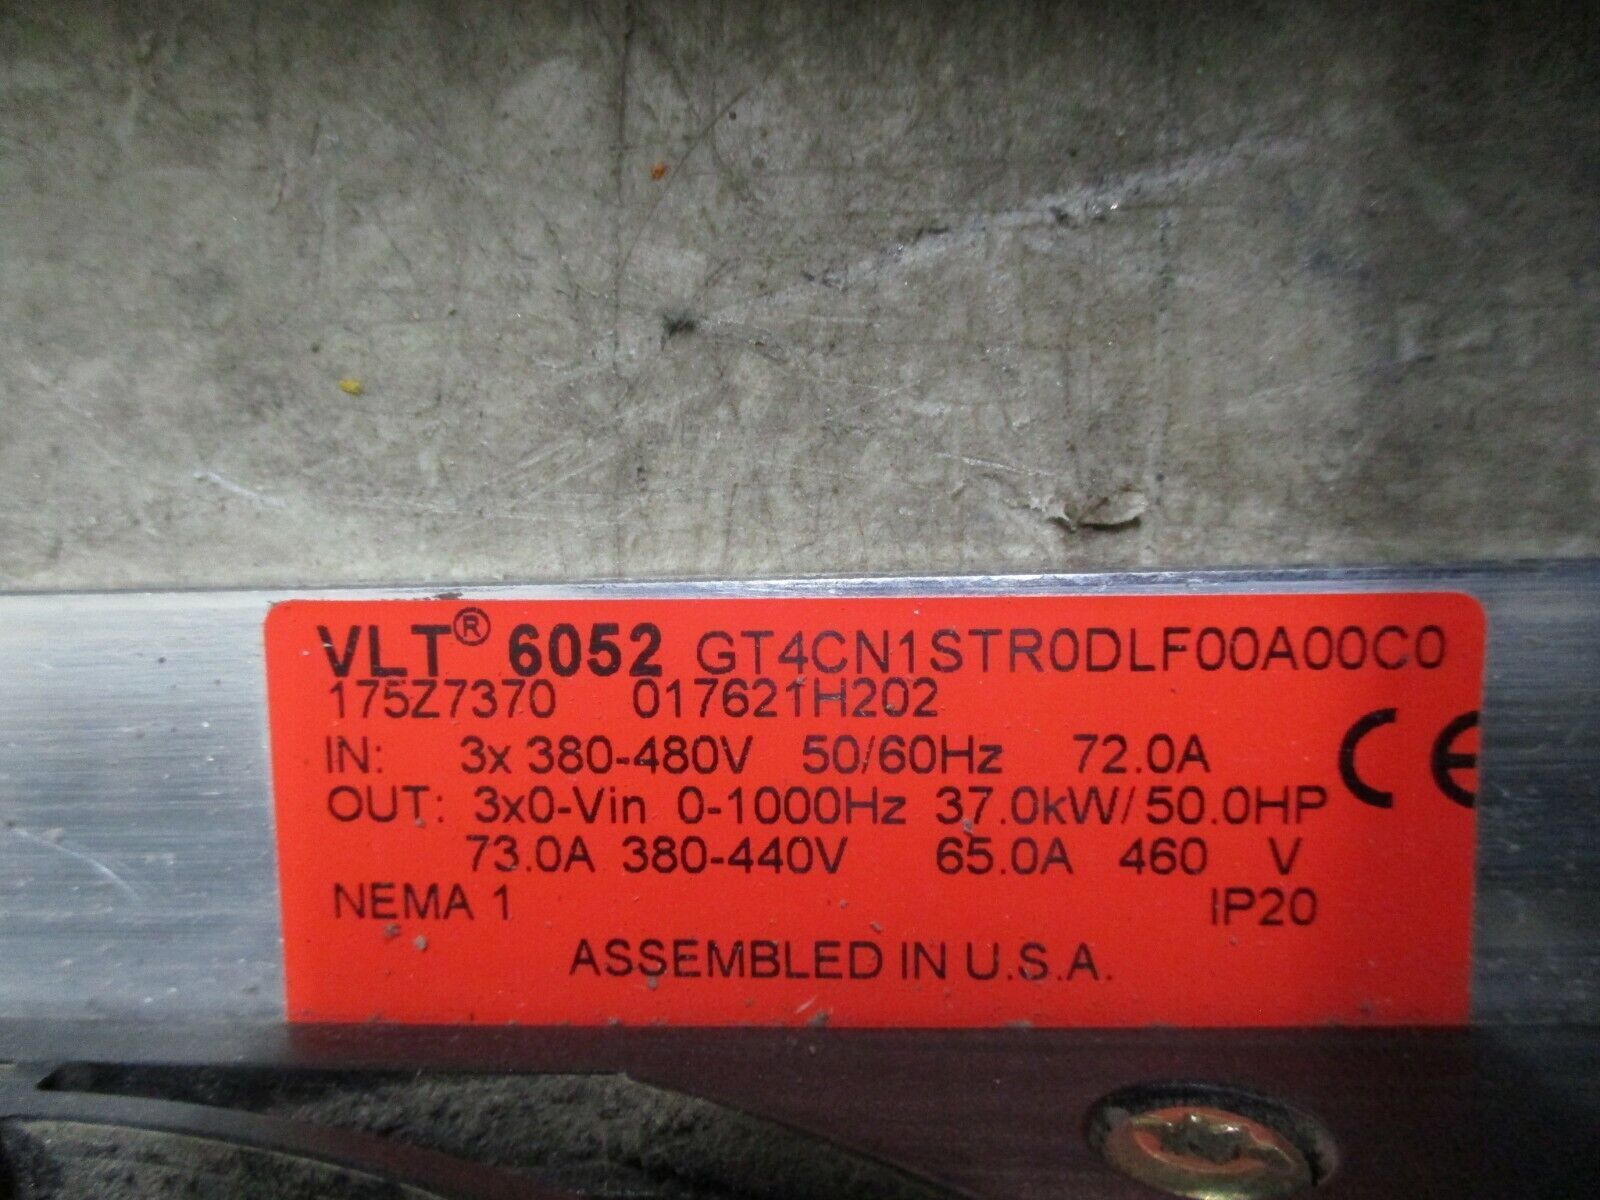 VLT® 6052 GT4CN1STR0DLF00A00C0
175Z7370 017621H202
IN: 3x 380-480V 50/60Hz 72.0A
OUT: 3x0-Vin 0-1000Hz 37.0kW/50.0HP
73.0A 380-440V 65.0A 460 V
CE
NEMA 1 IP20
ASSEMBLED IN U.S.A.